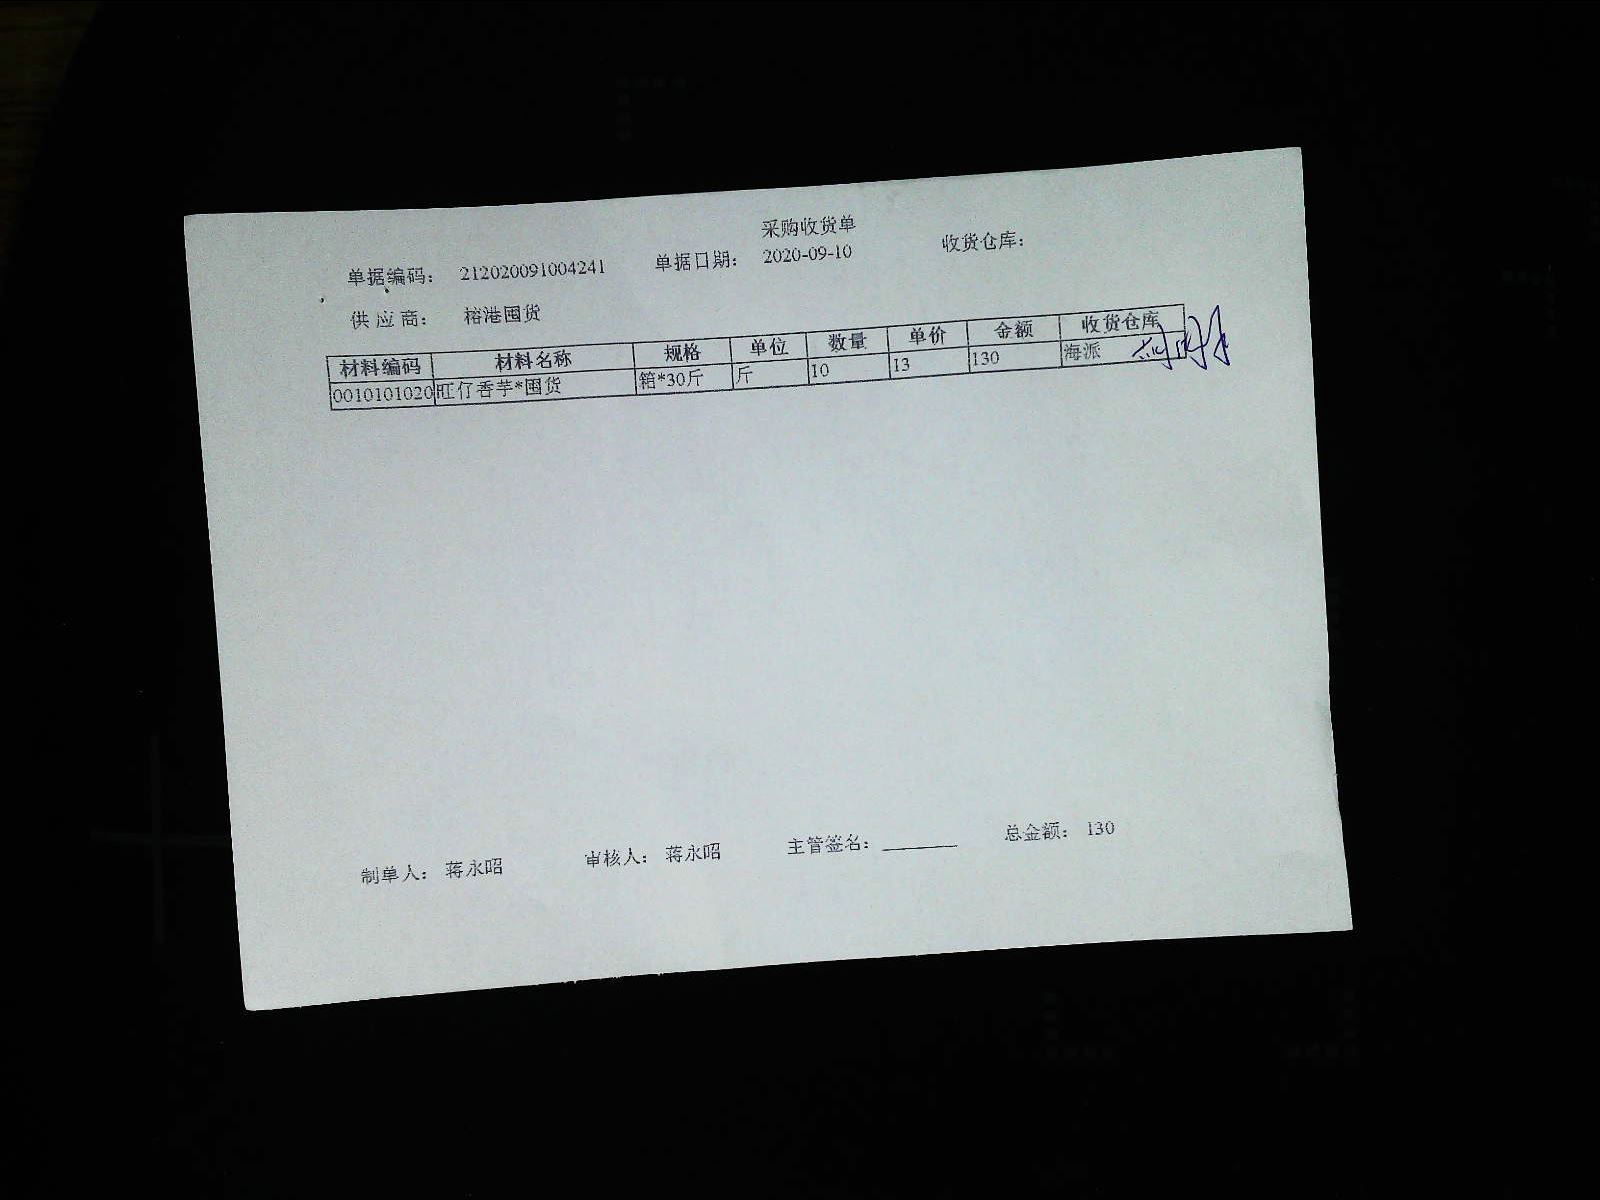 采购收货单
单据编码： 212020091004241 单据日期： 2020-09-10 收货仓库：
供应商： 榕港囤货
材料编码 材料名称 规格 单位 数量 单价 金额 收货仓库
0010101020 旺仔香芋*囤货 箱*30斤 斤 10 13 130 海派
制单人： 蒋永昭 审核人： 蒋永昭 主管签名： 总金额： 130